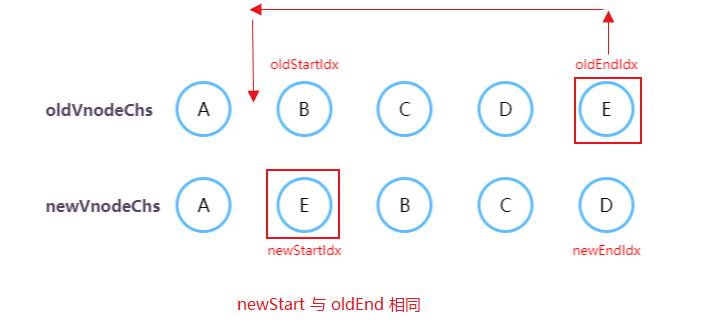 oldStartIdx oldEndIdx
oldVnodeChs A B C D E
newVnodeChs A E B C D
newStartIdx newEndIdx
newStart 与 oldEnd 相同